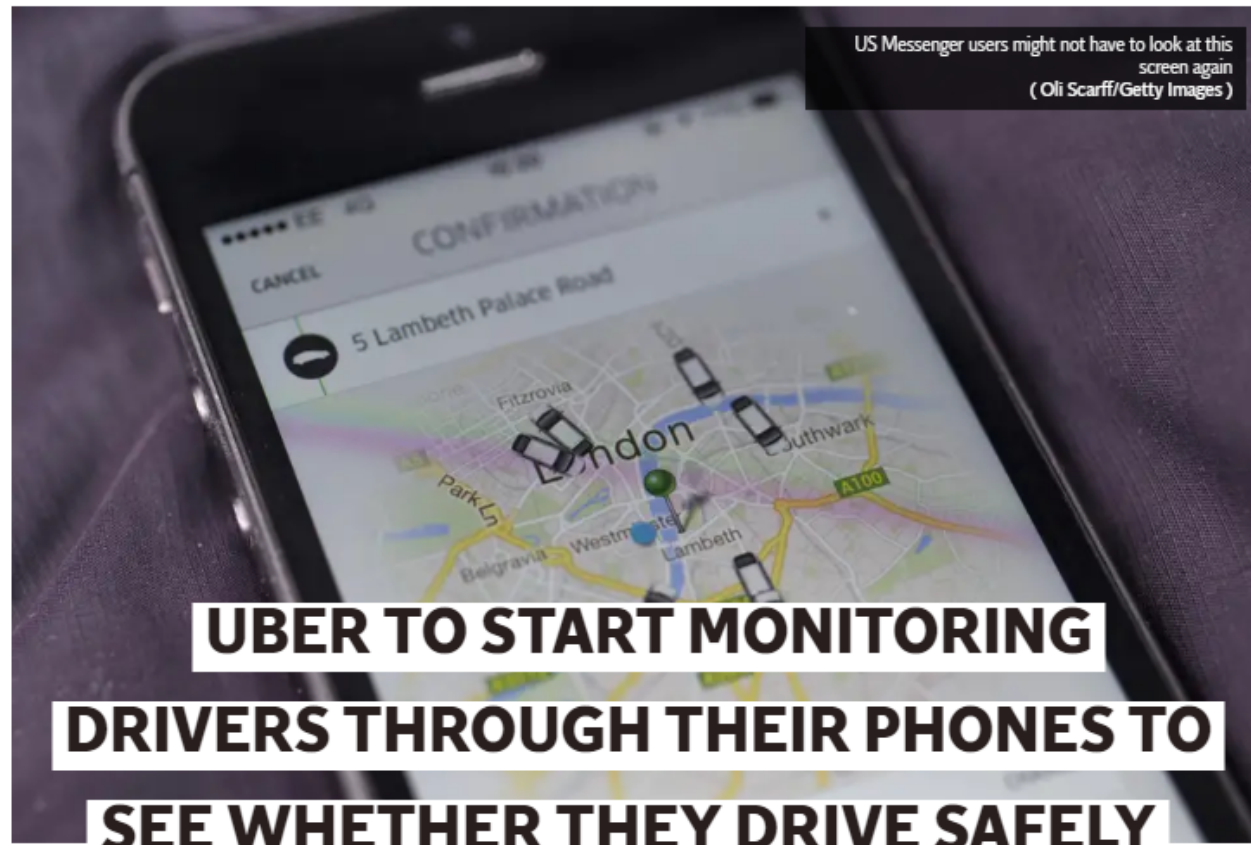 US Messenger users might not have to look at this
screen again
( Oli Scarff/Getty Images )
EE 4G
CONFIRMATION
CANCEL
5 Lambeth Palace Road
Fitzrovia
London
Southwark
Park Ln
A100
Westminster
Lambeth
Belgravia
UBER TO START MONITORING
DRIVERS THROUGH THEIR PHONES TO
SEE WHETHER THEY DRIVE SAFELY